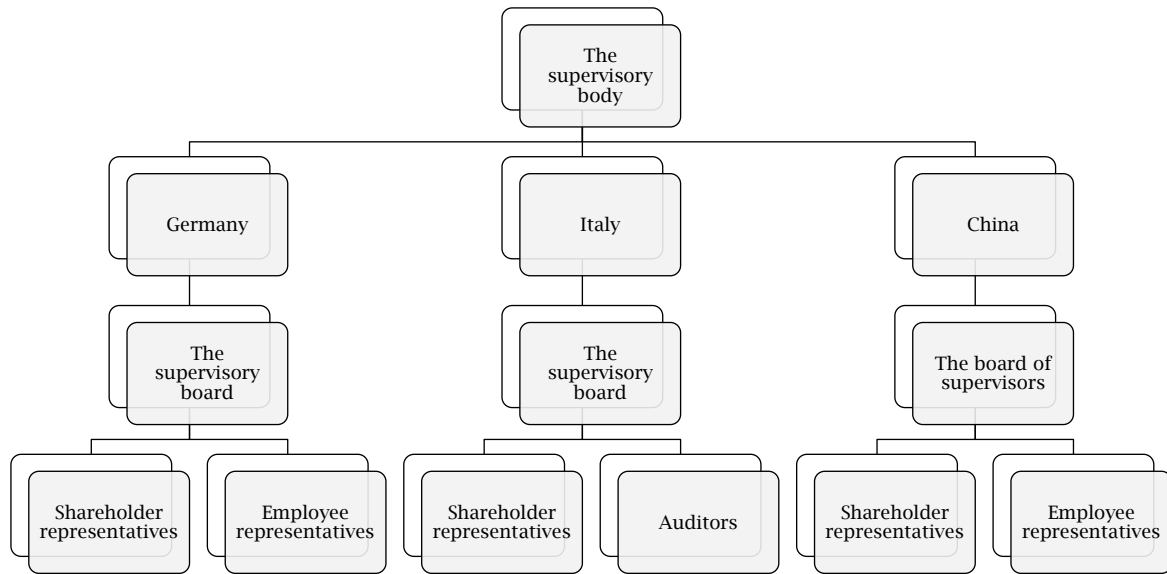 The
supervisory
body
Germany
Italy
China
The
supervisory
board
The
supervisory
board
The board of
supervisors
Shareholder
representatives
Employee
representatives
Shareholder
representatives
Auditors
Shareholder
representatives
Employee
representatives